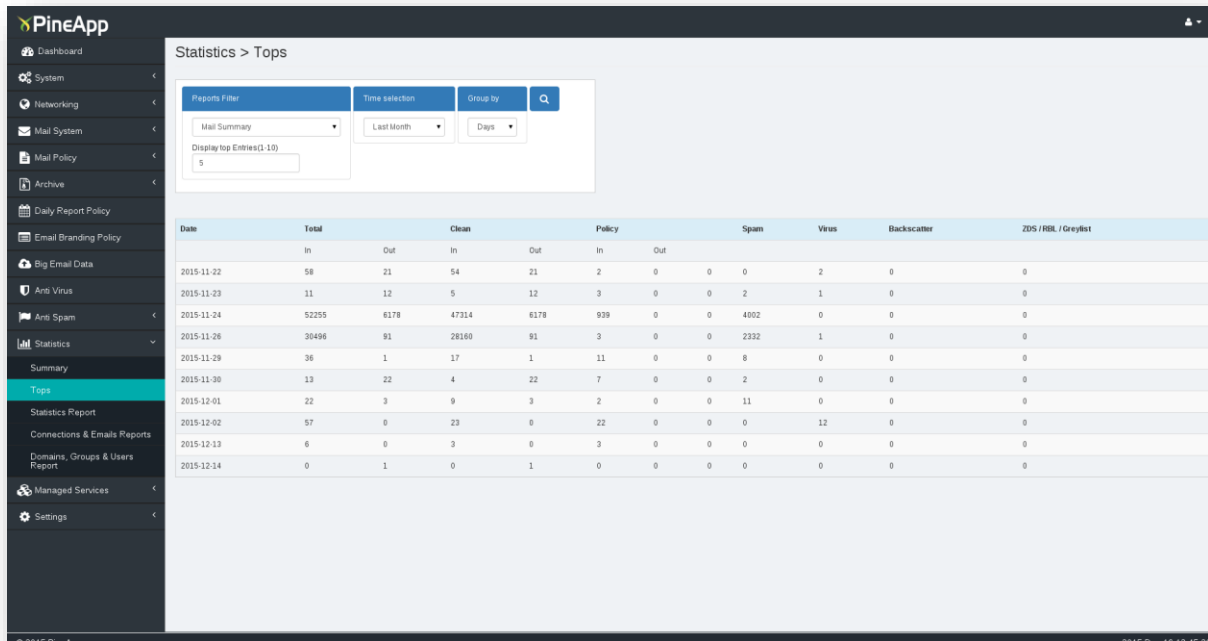 PineApp
Dashboard
System
Networking
Mail System
Mail Policy
Archive
Daily Report Policy
Email Branding Policy
Big Email Data
Anti Virus
Anti Spam
Statistics
Summary
Tops
Statistics Report
Connections & Emails Reports
Domains, Groups & Users
Report
Managed Services
Settings
Statistics > Tops
Reports Filter Time selection Group by
Mail Summary Last Month Days
Display top Entries(1-10)
5
Date Total Clean Policy Spam Virus Backscatter ZDS / RBL / Greylist
In Out In Out In Out
2015-11-22 58 21 54 21 2 0 0 0 2 0 0
2015-11-23 11 12 5 12 3 0 0 2 1 0 0
2015-11-24 52255 6178 47314 6178 939 0 0 4002 0 0 0
2015-11-26 30496 91 28160 91 3 0 0 2332 1 0 0
2015-11-29 36 1 17 1 11 0 0 8 0 0 0
2015-11-30 13 22 4 22 7 0 0 2 0 0 0
2015-12-01 22 3 9 3 2 0 0 11 0 0 0
2015-12-02 57 0 23 0 22 0 0 0 12 0 0
2015-12-13 6 0 3 0 3 0 0 0 0 0 0
2015-12-14 0 1 0 1 0 0 0 0 0 0 0